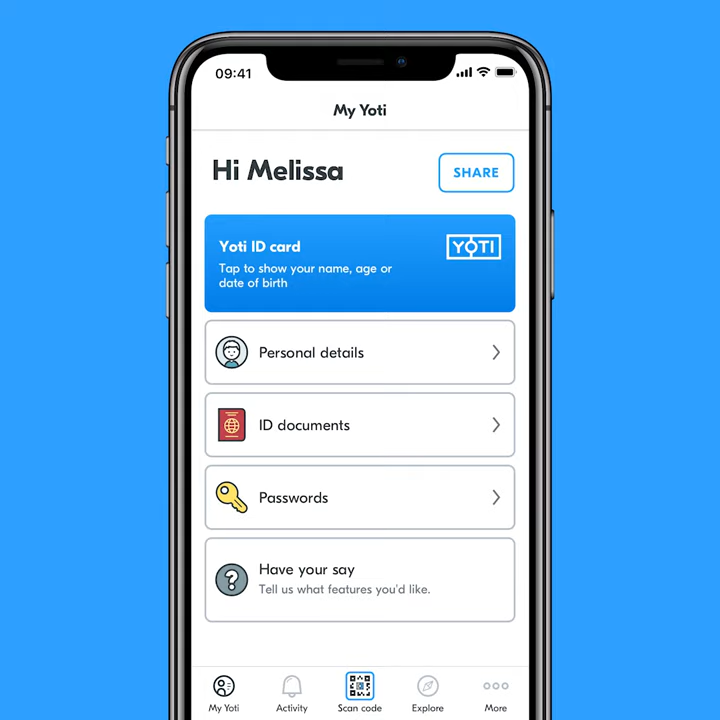 09:41
My Yoti
Hi Melissa
SHARE
Yoti ID card
YOTI
Tap to show your name, age or
date of birth
Personal details
ID documents
Passwords
Have your say
Tell us what features you'd like.
My Yoti
Activity
Scan code
Explore
More